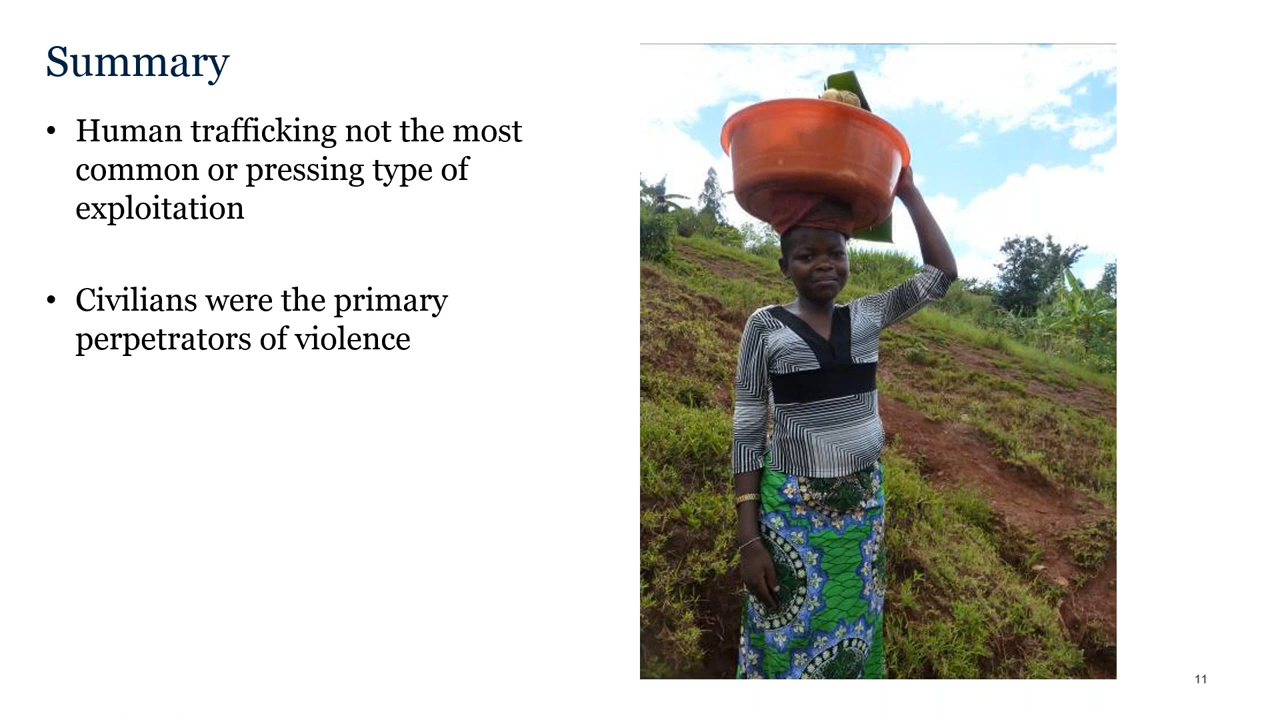 Summary
• Human trafficking not the most
common or pressing type of
exploitation
• Civilians were the primary
perpetrators of violence
11